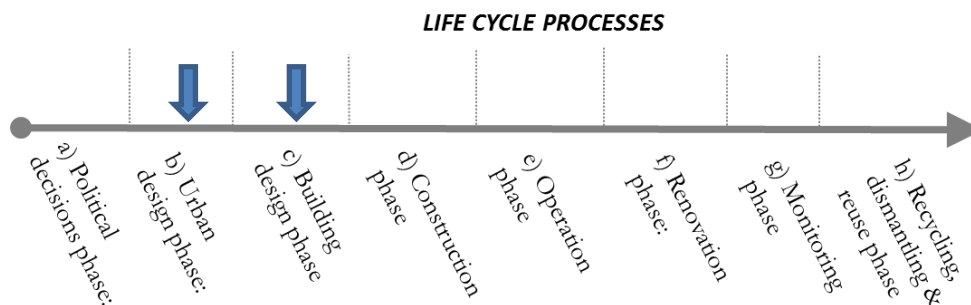 LIFE CYCLE PROCESSES
a) Political
decisions phase:
b) Urban
design phase:
c) Building
design phase
d) Construction
phase
e) Operation
phase
f) Renovation
phase:
g) Monitoring
phase
h) Recycling,
dismantling &
reuse phase